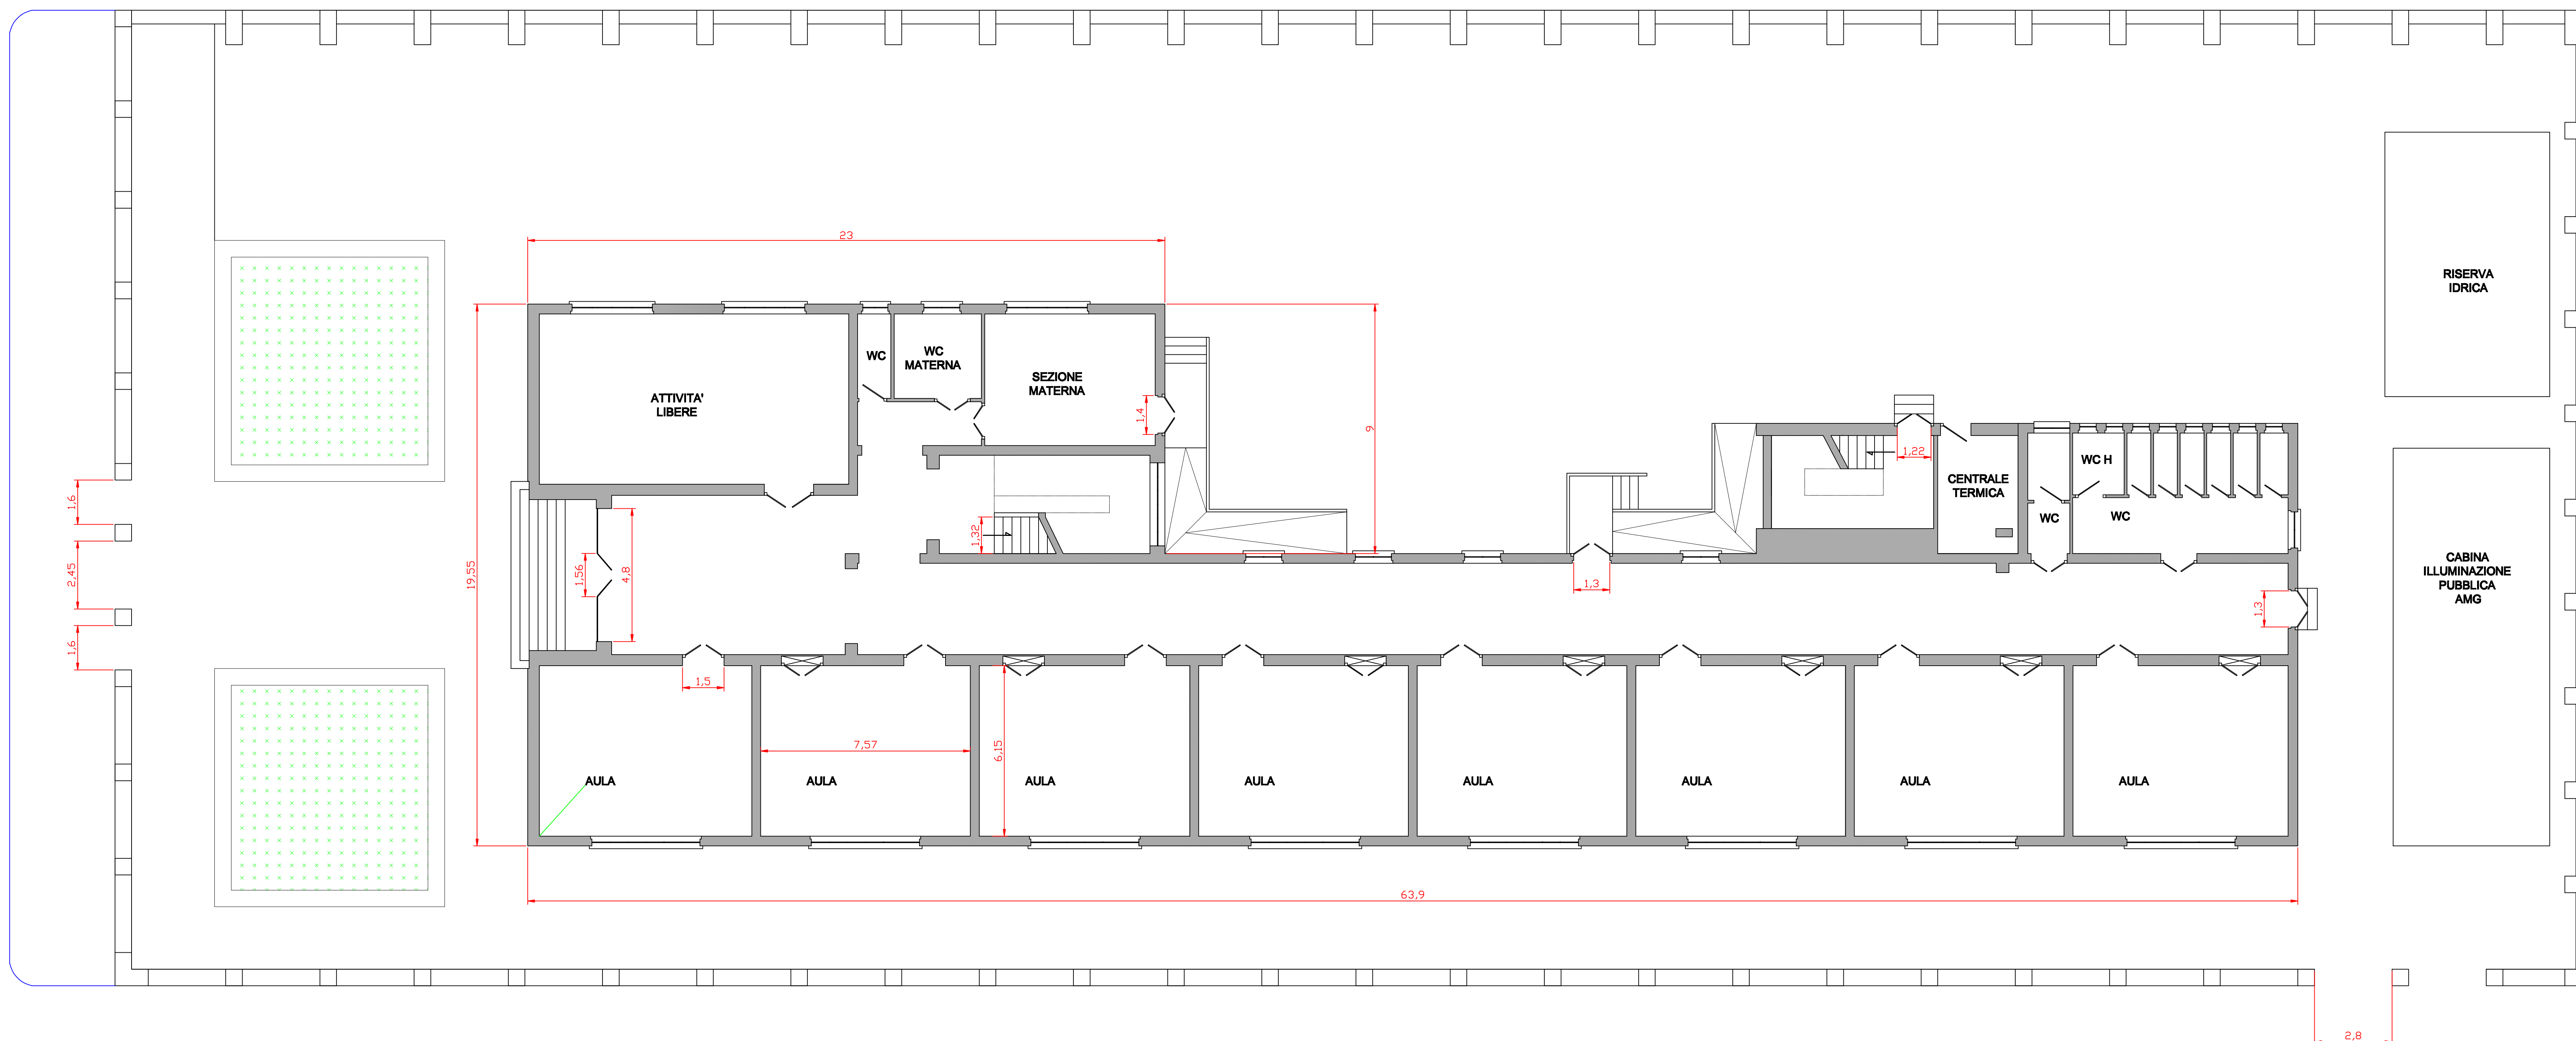 23
RISERVA
IDRICA
WC
WC
MATERNA
SEZIONE
MATERNA
ATTIVITA'
LIBERE
1,4
9
1,22
WC H
CENTRALE
TERMICA
1,6
WC
WC
1,32
2,45
19,55
1,56
4,8
1,3
CABINA
ILLUMINAZIONE
PUBBLICA
AMG
1,3
1,6
1,5
7,57
6,15
AULA
AULA
AULA
AULA
AULA
AULA
AULA
AULA
63,9
2,8